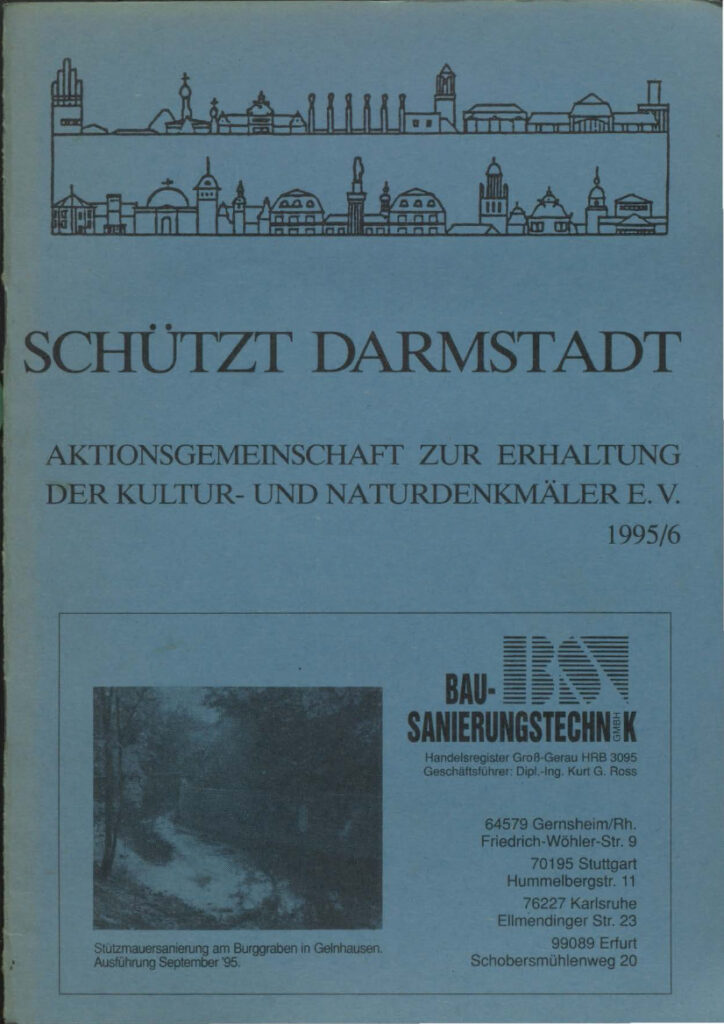 SCHÜTZT DARMSTADT
AKTIONSGEMEINSCHAFT ZUR ERHALTUNG
DER KULTUR- UND NATURDENKMÄLER E. V.
1995/6
BST
BAU-
SANIERUNGSTECHNIK
GMBH
Handelsregister Groß-Gerau HRB 3095
Geschäftsführer: Dipl.-Ing. Kurt G. Ross
64579 Gernsheim/Rh.
Friedrich-Wöhler-Str. 9
70195 Stuttgart
Hummelbergstr. 11
76227 Karlsruhe
Ellmendinger Str. 23
99089 Erfurt
Schobersmühlenweg 20
Stützmauersanierung am Burggraben in Gelnhausen.
Ausführung September '95.